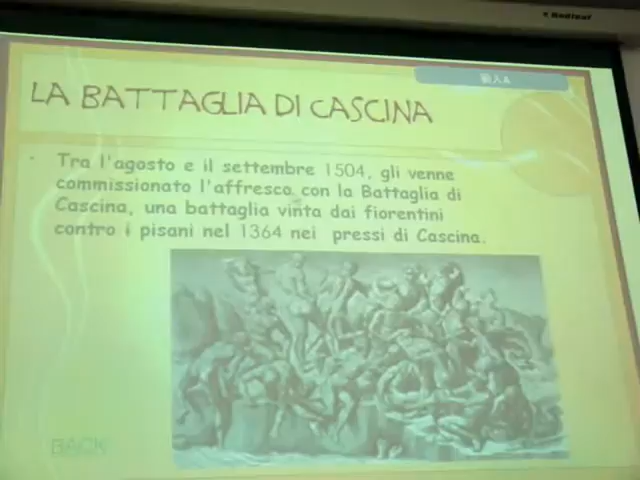 LA BATTAGLIA DI CASCINA
Tra l'agosto e il settembre 1504, gli venne
commissionato l'affresco con la Battaglia di
Cascina, una battaglia vinta dai fiorentini
contro i pisani nel 1364 nei pressi di Cascina.
BACK